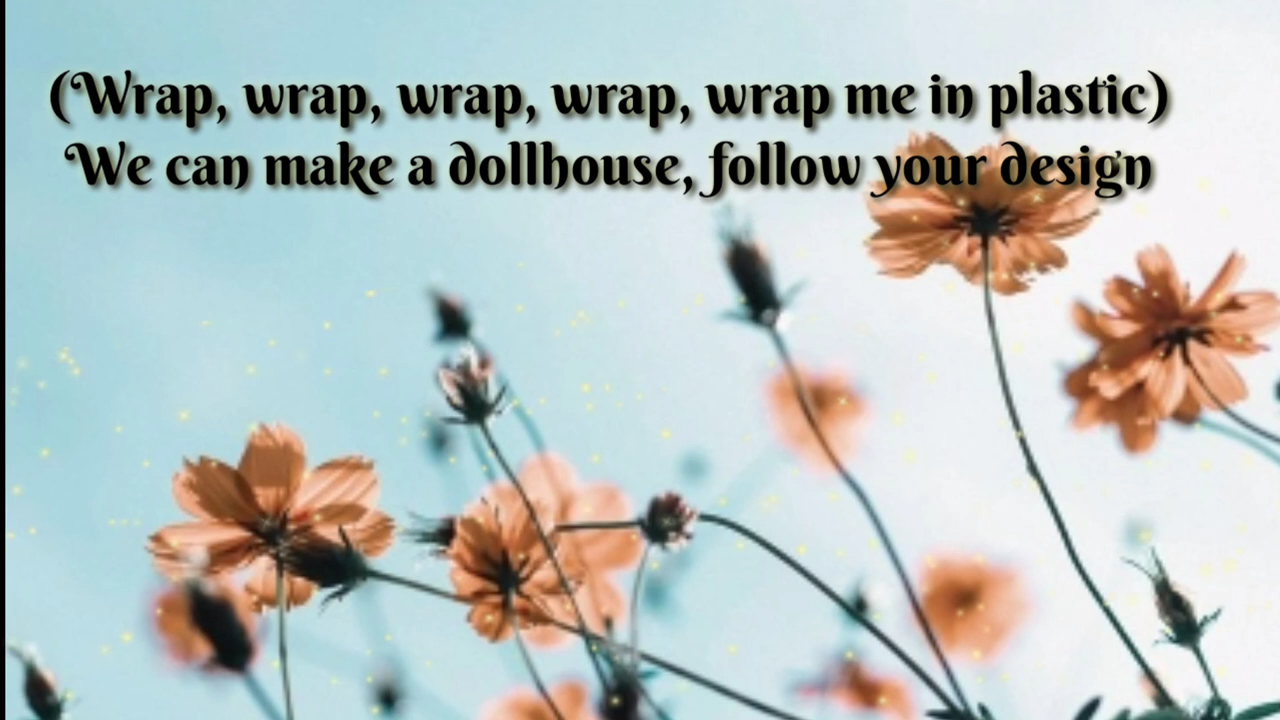 (Wrap, wrap, wrap, wrap, wrap me in plastic)
We can make a dollhouse, follow your design